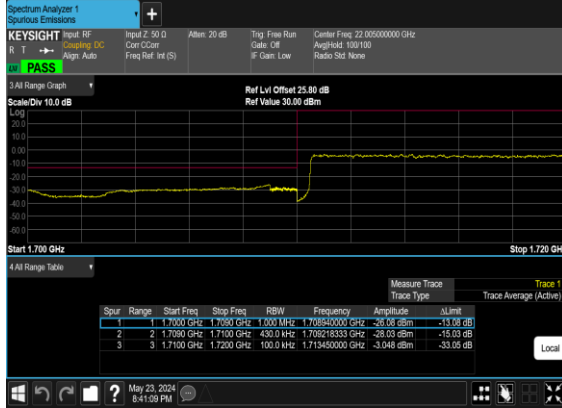 Spectrum Analyzer 1
Spurious Emissions
+
KEYSIGHT
R T
LXI
PASS
Input: RF
Coupling: DC
Align: Auto
Input Z: 50 Ω
Corr CCorr
Freq Ref: Int (S)
Atten: 20 dB
Trig: Free Run
Gate: Off
IF Gain: Low
Center Freq: 22.005000000 GHz
Avg|Hold: 100/100
Radio Std: None
3 All Range Graph
Scale/Div 10.0 dB
Ref Lvl Offset 25.80 dB
Ref Value 30.00 dBm
Log
20.0
10.0
0.00
-10.0
-20.0
-30.0
-40.0
-50.0
-60.0
Start 1.700 GHz
Stop 1.720 GH
4 All Range Table
Measure Trace Trace 1
Trace Type Trace Average (Active)
Spur Range Start Freq Stop Freq RBW Frequency Amplitude ΔLimit
1 1 1.7000 GHz 1.7090 GHz 1.000 MHz 1.708940000 GHz -26.08 dBm -13.08 dB
2 2 1.7090 GHz 1.7100 GHz 430.0 kHz 1.709218333 GHz -28.03 dBm -15.03 dB
3 3 1.7100 GHz 1.7200 GHz 100.0 kHz 1.713450000 GHz -3.048 dBm -33.05 dB
Local
?
May 23, 2024
8:41:09 PM